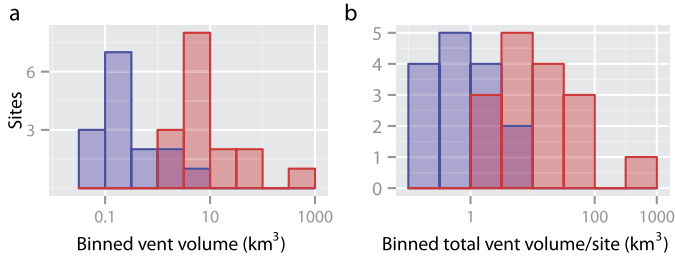 a
b
Sites
6
3
0.1
10
1000
Binned vent volume (km³)
5
4
3
2
1
0
1
100
1000
Binned total vent volume/site (km³)